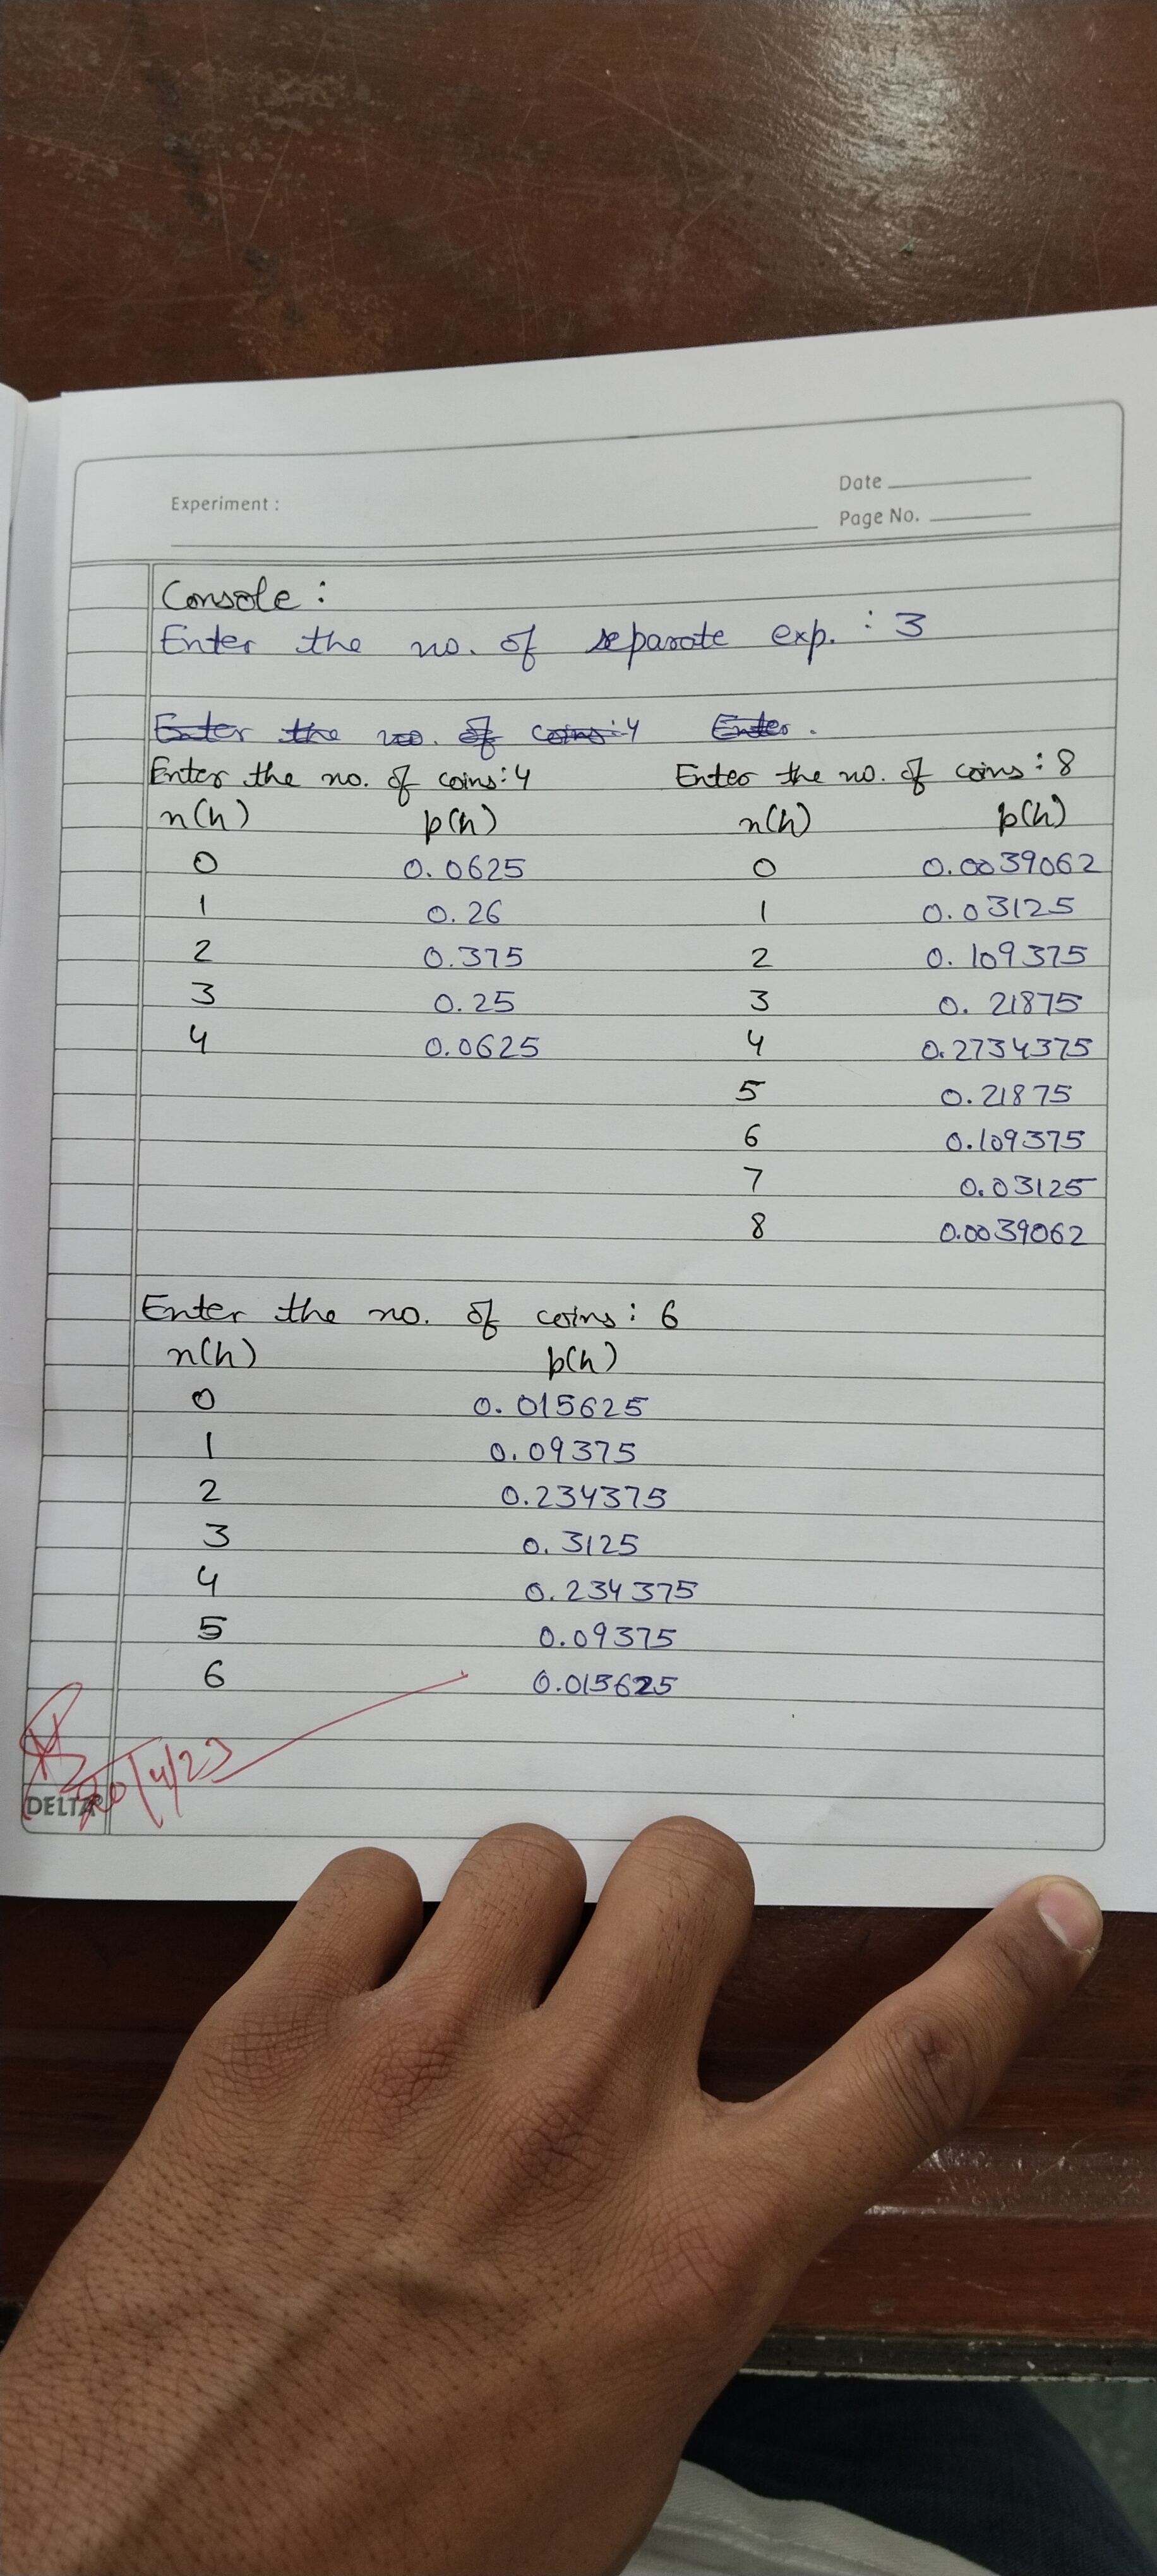 Experiment :
Date
Page No.
Console :
Enter the no. of separate exp. : 3
Enter the no. of coins: 4 Enter
Enter the no. of coins: 4 Enter the no. of coins : 8
n(h) p(h) n(h) p(h)
0 0.0625 0 0.0039062
1 0.26 1 0.03125
2 0.375 2 0.109375
3 0.25 3 0.21875
4 0.0625 4 0.2734375
5 0.21875
6 0.109375
7 0.03125
8 0.0039062
Enter the no. of coins: 6
n(h) p(h)
0 0.015625
1 0.09375
2 0.234375
3 0.3125
4 0.234375
5 0.09375
6 0.015625
20/4/23
DELTA